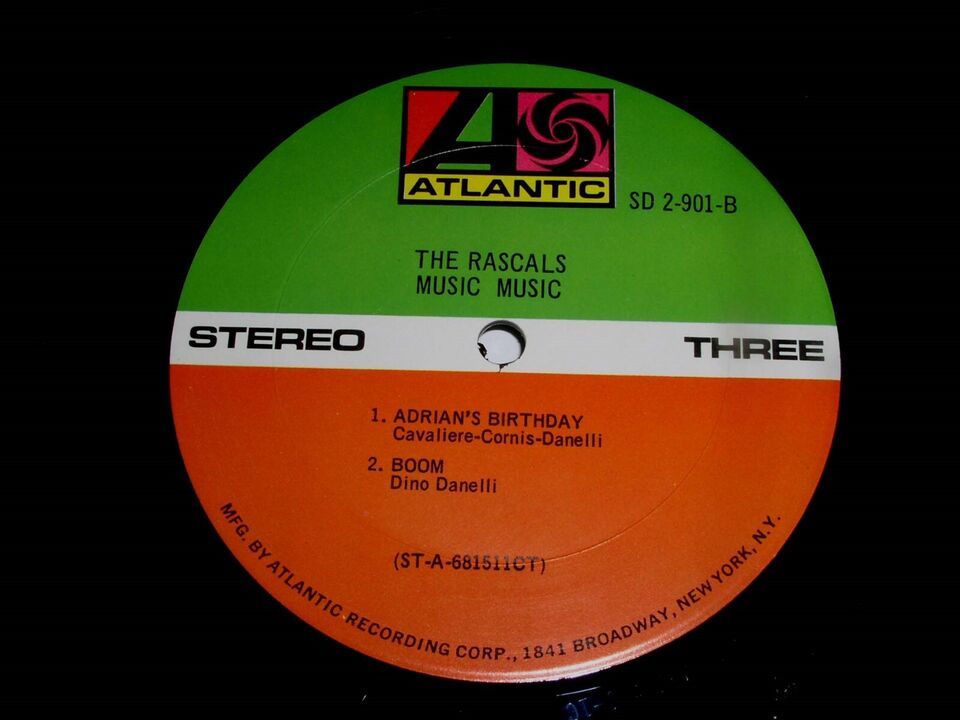 ATLANTIC
SD 2-901-B
THE RASCALS
MUSIC MUSIC
STEREO
THREE
1. ADRIAN'S BIRTHDAY
Cavaliere-Cornis-Danelli
2. BOOM
Dino Danelli
(ST-A-681511CT)
MFG. BY ATLANTIC RECORDING CORP., 1841 BROADWAY, NEW YORK, N.Y.